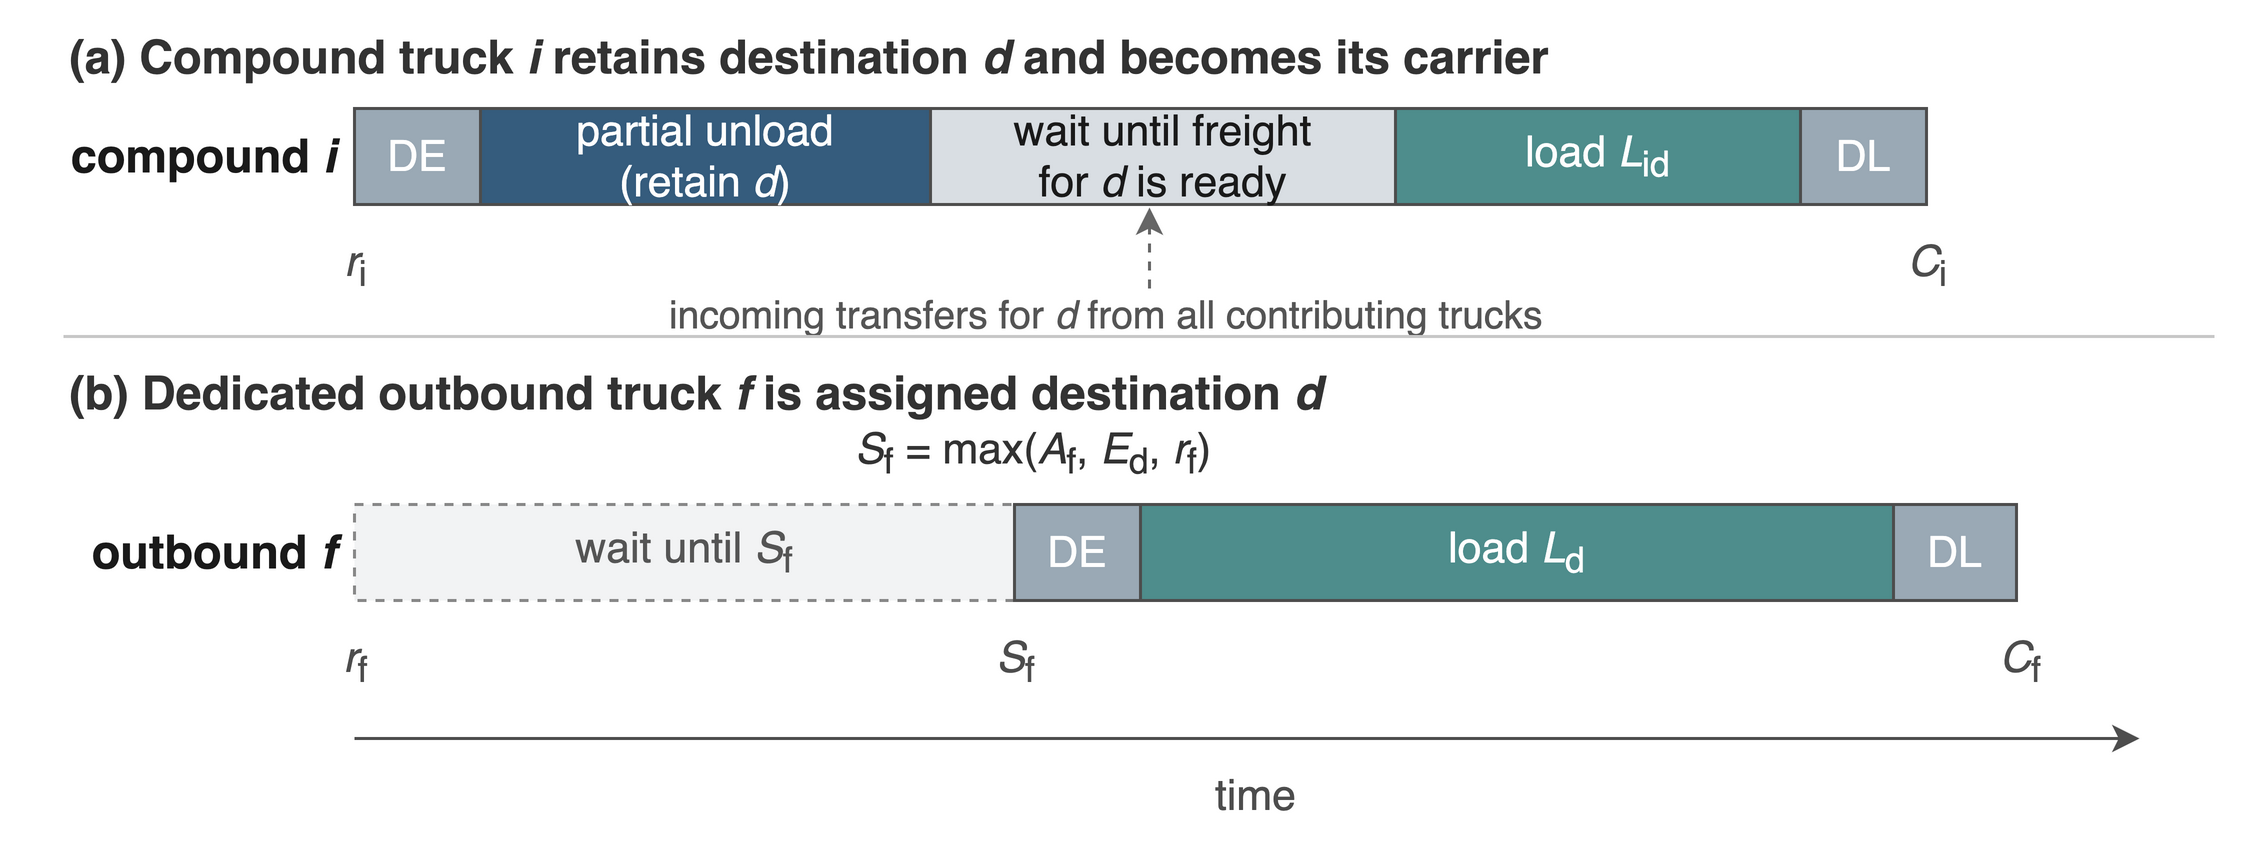 (a) Compound truck i retains destination d and becomes its carrier
compound i
DE
partial unload
(retain d)
wait until freight
for d is ready
load Lid
DL
ri
Ci
incoming transfers for d from all contributing trucks
(b) Dedicated outbound truck f is assigned destination d
Sf = max(Af, Ed, rf)
outbound f
wait until Sf
DE
load Ld
DL
rf
Sf
Cf
time